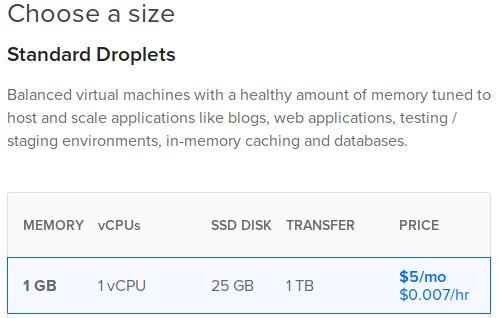 Choose a size
Standard Droplets
Balanced virtual machines with a healthy amount of memory tuned to
host and scale applications like blogs, web applications, testing /
staging environments, in-memory caching and databases.
MEMORY vCPUs SSD DISK TRANSFER PRICE
1 GB 1 vCPU 25 GB 1 TB $5/mo
$0.007/hr